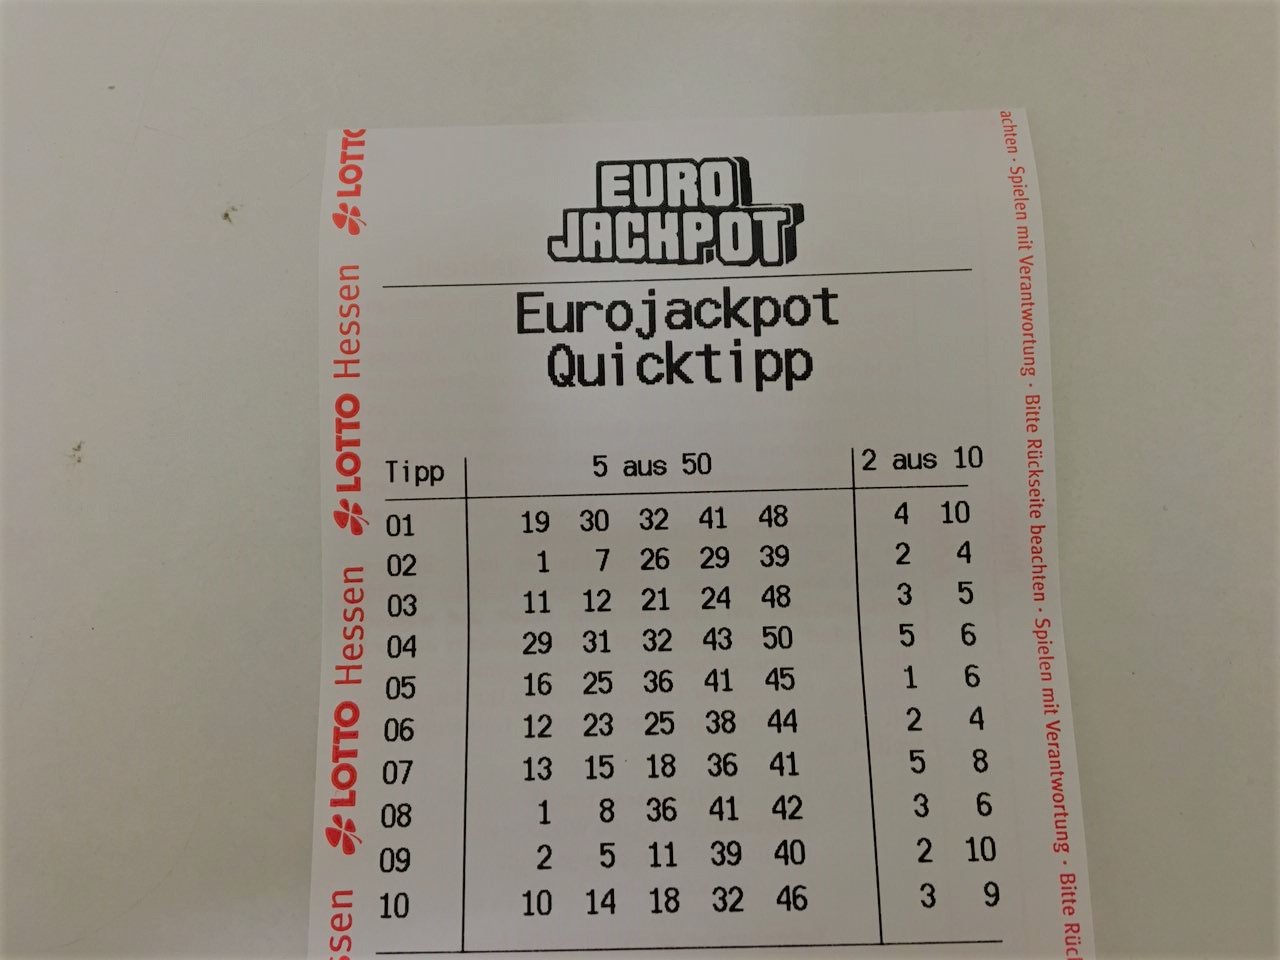 EURO
JACKPOT
Eurojackpot
Quicktipp
Tipp 5 aus 50 2 aus 10
01 19 30 32 41 48 4 10
02 1 7 26 29 39 2 4
03 11 12 21 24 48 3 5
04 29 31 32 43 50 5 6
05 16 25 36 41 45 1 6
06 12 23 25 38 44 2 4
07 13 15 18 36 41 5 8
08 1 8 36 41 42 3 6
09 2 5 11 39 40 2 10
10 10 14 18 32 46 3 9
ssen LOTTO Hessen LOTTO Hessen LOTTO
achten · Spielen mit Verantwortung · Bitte Rückseite beachten · Spielen mit Verantwortung · Bitte Rüc